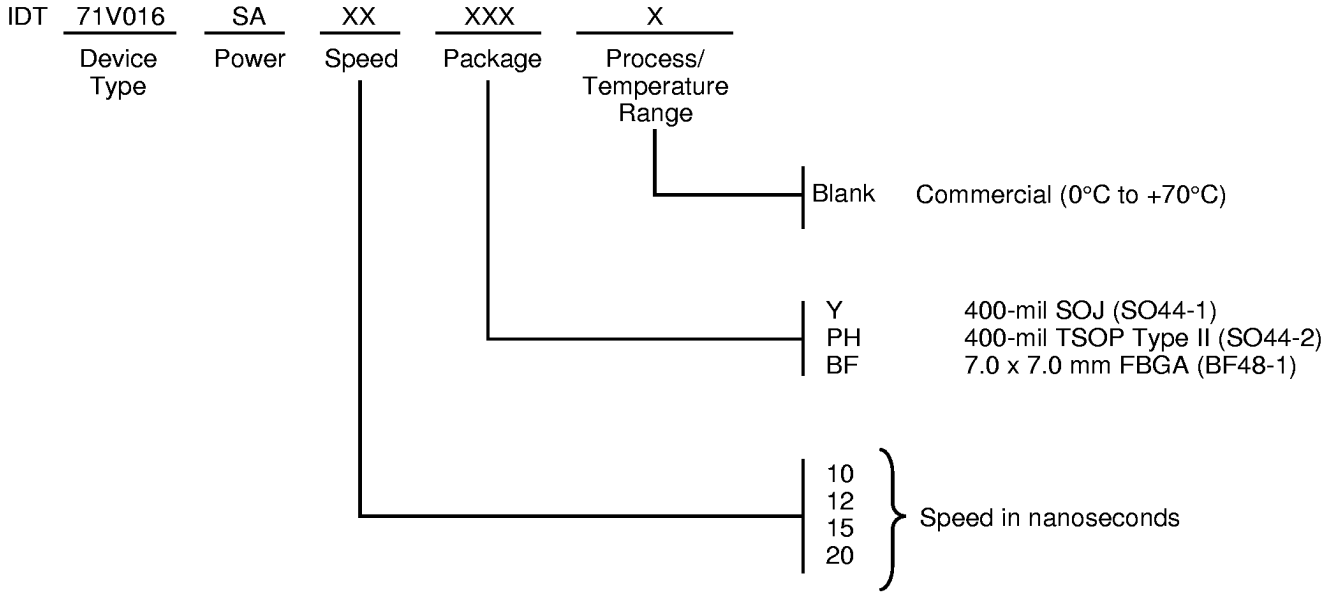 IDT 71V016 SA XX XXX X
Device Type Power Speed Package Process/ Temperature Range
Blank Commercial (0°C to +70°C)
Y 400-mil SOJ (SO44-1)
PH 400-mil TSOP Type II (SO44-2)
BF 7.0 x 7.0 mm FBGA (BF48-1)
10
12
15
20
Speed in nanoseconds